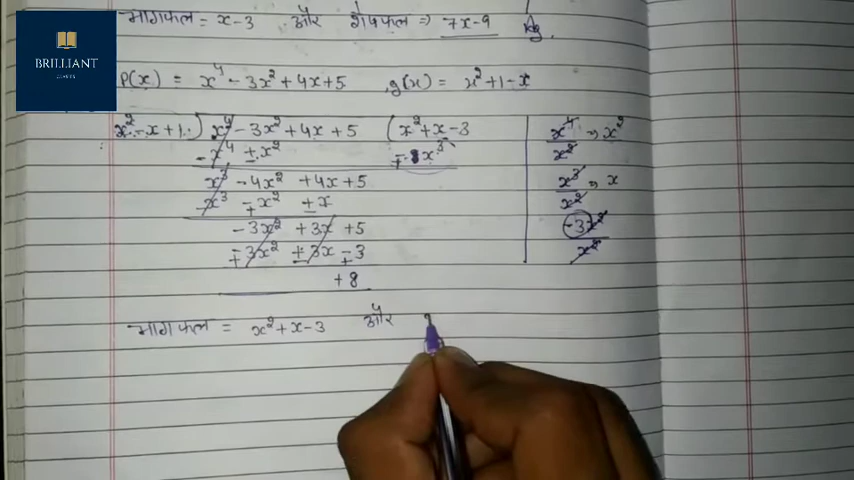 भागफल = x-3 और शेषफल ⇒ 7x-9
BRILLIANT
CLASSES
P(x) = x⁴ - 3x² + 4x + 5 , g(x) = x² + 1 - x
x² - x + 1 ) x⁴ - 3x² + 4x + 5 ( x² + x - 3
x⁴/x² ⇒ x²
- x⁴ ± x² ∓ x³
x³ - 4x² + 4x + 5
x³/x² ⇒ x
- x³ ∓ x² ± x
- 3x² + 3x + 5
-3x²/x²
∓ 3x² ± 3x ∓ 3
+ 8
भागफल = x² + x - 3 और